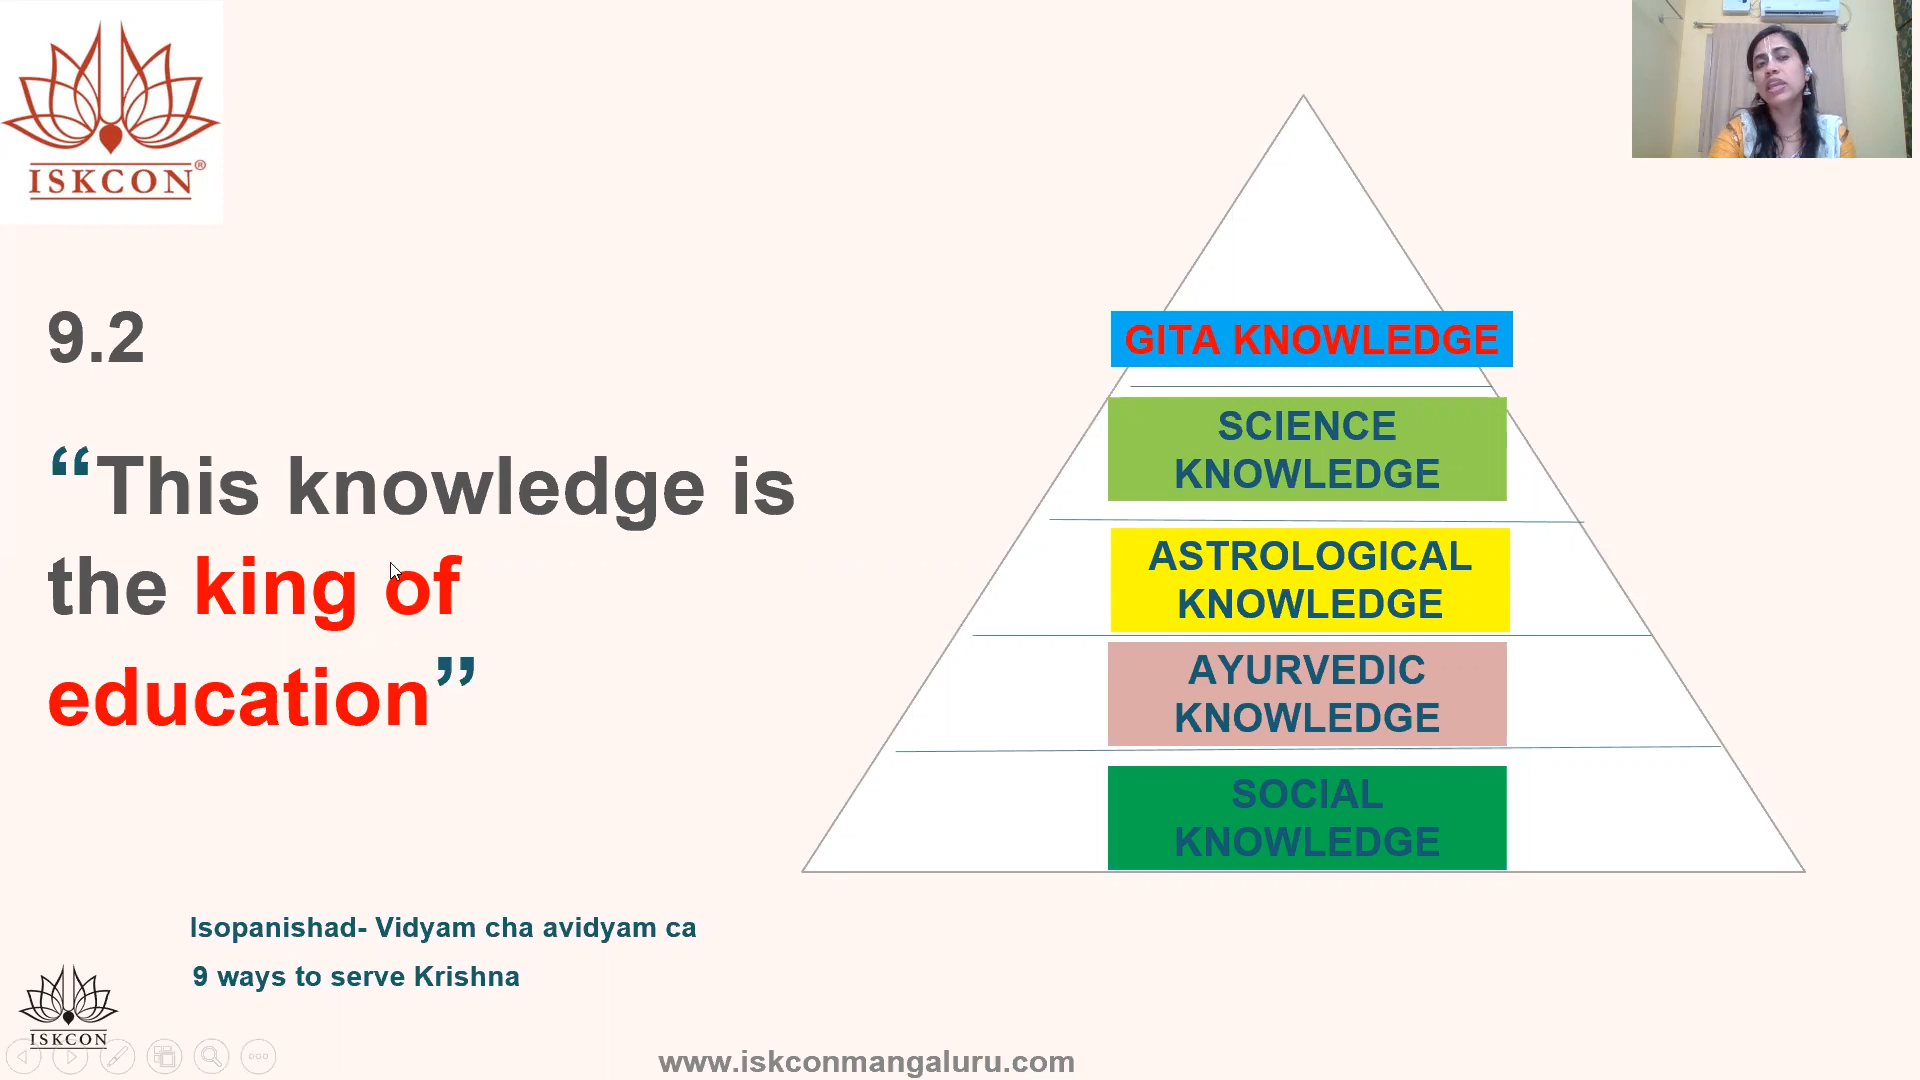 ISKCON®
9.2
“This knowledge is
the king of
education”
GITA KNOWLEDGE
SCIENCE
KNOWLEDGE
ASTROLOGICAL
KNOWLEDGE
AYURVEDIC
KNOWLEDGE
SOCIAL
KNOWLEDGE
Isopanishad- Vidyam cha avidyam ca
9 ways to serve Krishna
ISKCON
www.iskconmangaluru.com